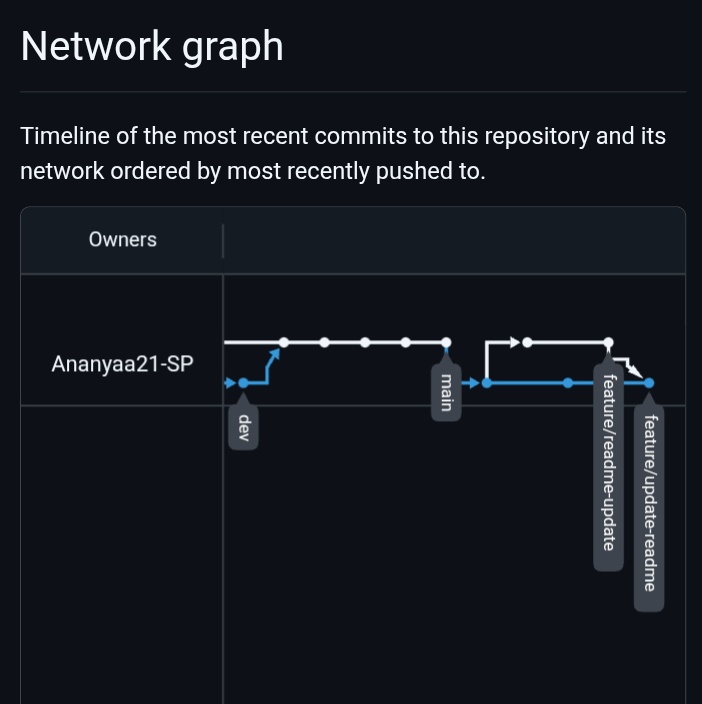 Network graph
Timeline of the most recent commits to this repository and its
network ordered by most recently pushed to.
Owners
Ananyaa21-SP
dev
main
feature/readme-update
feature/update-readme